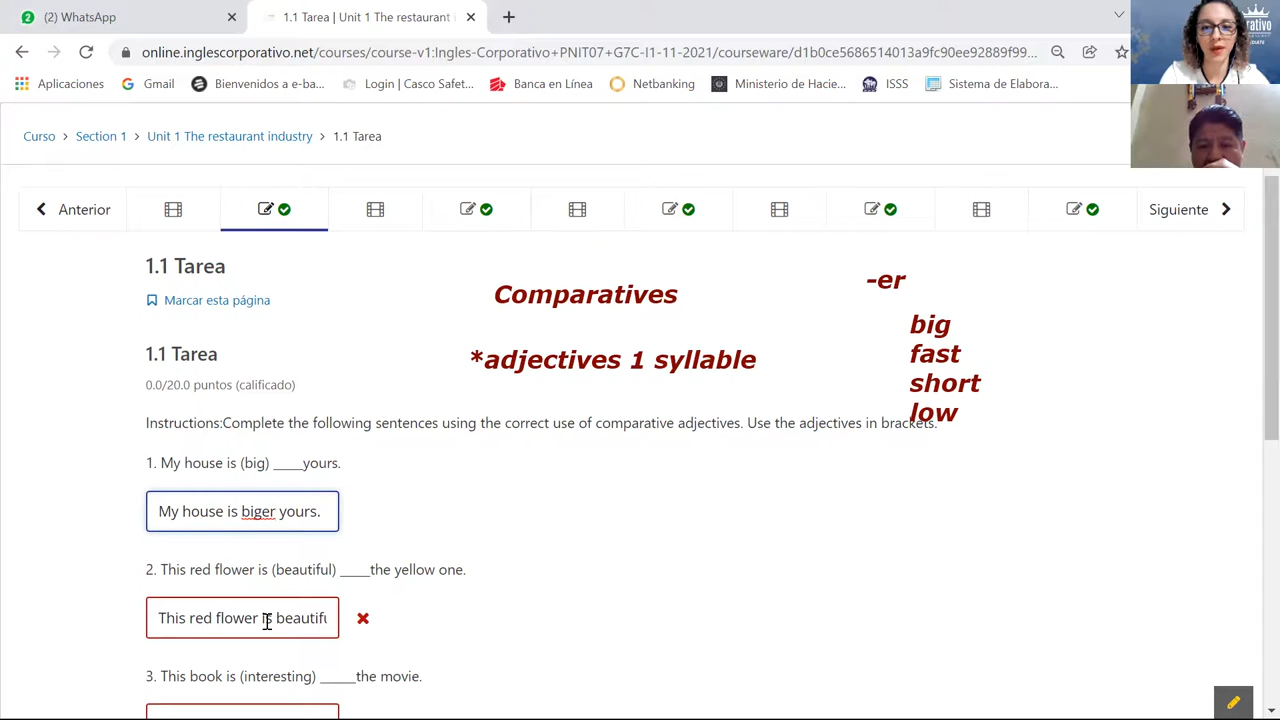 2
(2) WhatsApp
1.1 Tarea | Unit 1 The restaurant i
online.inglescorporativo.net/courses/course-v1:Ingles-Corporativo+PNIT07+G7C-I1-11-2021/courseware/d1fce5686514013a9fc90ee92889f99...
Aplicaciones
Gmail
Bienvenidos a e-ba...
Login | Casco Safet...
Banca en Línea
Netbanking
Ministerio de Hacie...
ISSS
Sistema de Elabora...
Curso > Section 1 > Unit 1 The restaurant industry > 1.1 Tarea
Anterior
Siguiente
1.1 Tarea
Marcar esta página
Comparatives
-er
big
fast
short
low
*adjectives 1 syllable
1.1 Tarea
0.0/20.0 puntos (calificado)
Instructions:Complete the following sentences using the correct use of comparative adjectives. Use the adjectives in brackets.
1. My house is (big) _____yours.
My house is biger yours.
2. This red flower is (beautiful) _____the yellow one.
This red flower is beautifu
3. This book is (interesting) ______the movie.